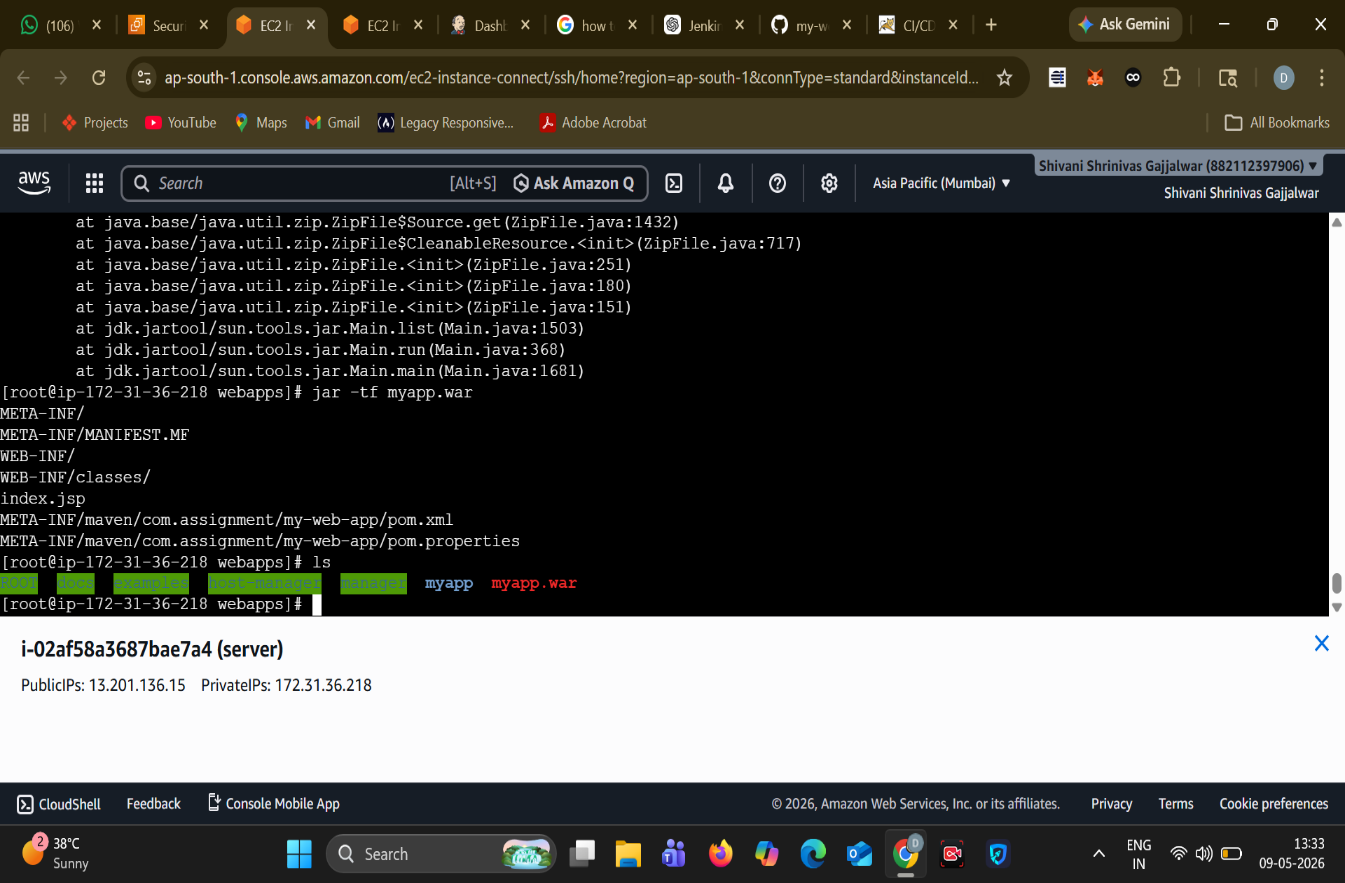 (106)
Secur
EC2 In
EC2 In
Dashb
how t
Jenkin
my-w
CI/CD
Ask Gemini
ap-south-1.console.aws.amazon.com/ec2-instance-connect/ssh/home?region=ap-south-1&connType=standard&instanceId...
D
Projects
YouTube
Maps
Gmail
Legacy Responsive...
Adobe Acrobat
All Bookmarks
aws
Search
[Alt+S]
Ask Amazon Q
Asia Pacific (Mumbai) ▼
Shivani Shrinivas Gajjalwar (882112397906) ▼
Shivani Shrinivas Gajjalwar
at java.base/java.util.zip.ZipFile$Source.get(ZipFile.java:1432)
at java.base/java.util.zip.ZipFile$CleanableResource.<init>(ZipFile.java:717)
at java.base/java.util.zip.ZipFile.<init>(ZipFile.java:251)
at java.base/java.util.zip.ZipFile.<init>(ZipFile.java:180)
at java.base/java.util.zip.ZipFile.<init>(ZipFile.java:151)
at jdk.jartool/sun.tools.jar.Main.list(Main.java:1503)
at jdk.jartool/sun.tools.jar.Main.run(Main.java:368)
at jdk.jartool/sun.tools.jar.Main.main(Main.java:1681)
[root@ip-172-31-36-218 webapps]# jar -tf myapp.war
META-INF/
META-INF/MANIFEST.MF
WEB-INF/
WEB-INF/classes/
index.jsp
META-INF/maven/com.assignment/my-web-app/pom.xml
META-INF/maven/com.assignment/my-web-app/pom.properties
[root@ip-172-31-36-218 webapps]# ls
ROOT docs examples host-manager manager myapp myapp.war
[root@ip-172-31-36-218 webapps]#
i-02af58a3687bae7a4 (server)
PublicIPs: 13.201.136.15 PrivateIPs: 172.31.36.218
CloudShell
Feedback
Console Mobile App
© 2026, Amazon Web Services, Inc. or its affiliates.
Privacy
Terms
Cookie preferences
2
38°C
Sunny
Search
D
ENG
IN
13:33
09-05-2026